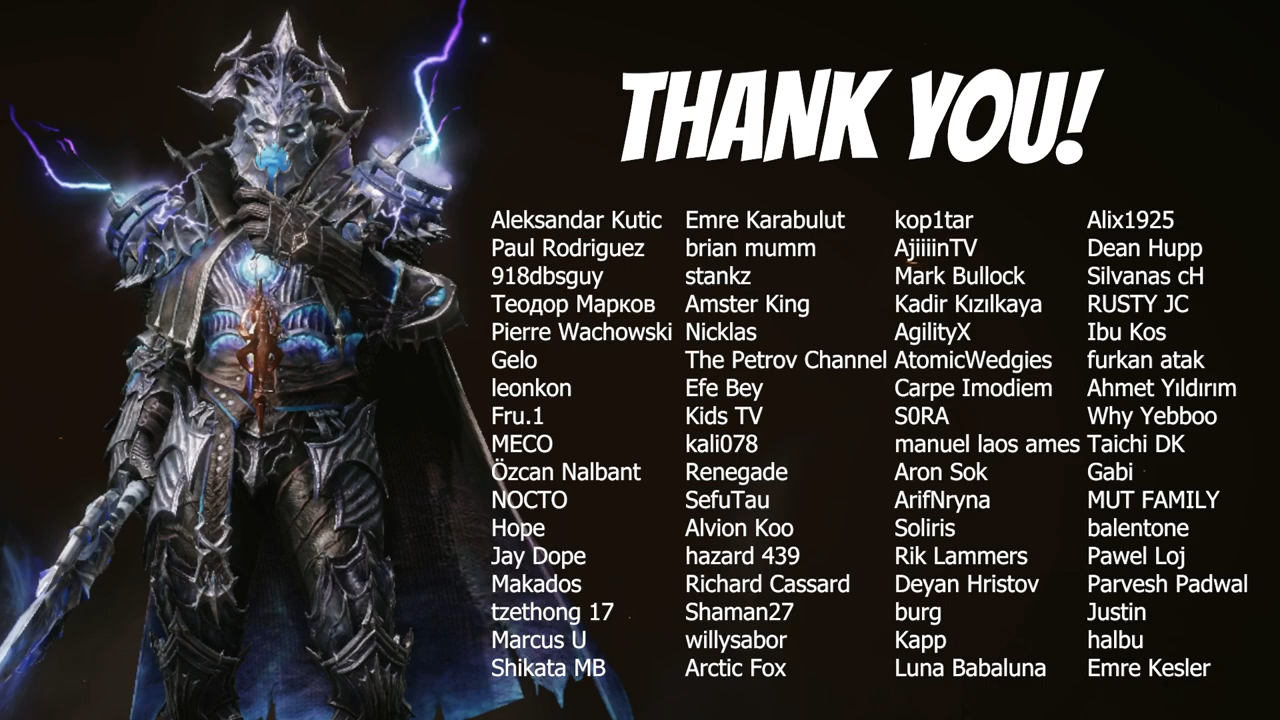 THANK YOU!
Aleksandar Kutic
Paul Rodriguez
918dbsguy
Теодор Марков
Pierre Wachowski
Gelo
leonkon
Fru.1
MECO
Özcan Nalbant
NOCTO
Hope
Jay Dope
Makados
tzethong 17
Marcus U
Shikata MB
Emre Karabulut
brian mumm
stankz
Amster King
Nicklas
The Petrov Channel
Efe Bey
Kids TV
kali078
Renegade
SefuTau
Alvion Koo
hazard 439
Richard Cassard
Shaman27
willysabor
Arctic Fox
kop1tar
AjiiiinTV
Mark Bullock
Kadir Kızılkaya
AgilityX
AtomicWedgies
Carpe Imodiem
S0RA
manuel laos ames
Aron Sok
ArifNryna
Soliris
Rik Lammers
Deyan Hristov
burg
Kapp
Luna Babaluna
Alix1925
Dean Hupp
Silvanas cH
RUSTY JC
Ibu Kos
furkan atak
Ahmet Yıldırım
Why Yebboo
Taichi DK
Gabi
MUT FAMILY
balentone
Pawel Loj
Parvesh Padwal
Justin
halbu
Emre Kesler